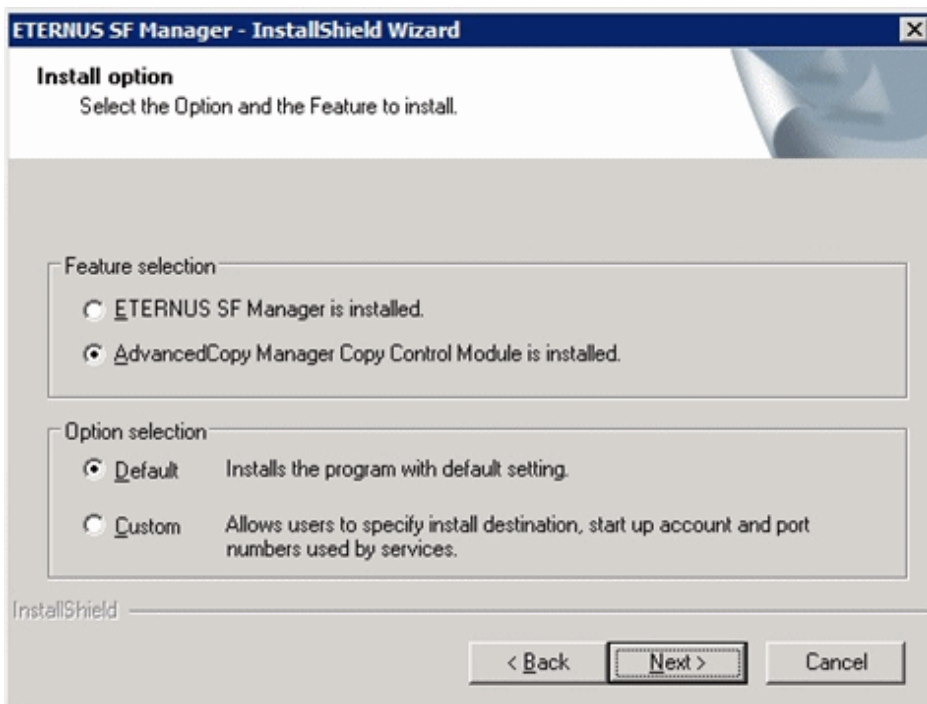 ETERNUS SF Manager - InstallShield Wizard
Install option
Select the Option and the Feature to install.
Feature selection
ETERNUS SF Manager is installed.
AdvancedCopy Manager Copy Control Module is installed.
Option selection
Default Installs the program with default setting.
Custom Allows users to specify install destination, start up account and port
numbers used by services.
InstallShield
< Back Next > Cancel